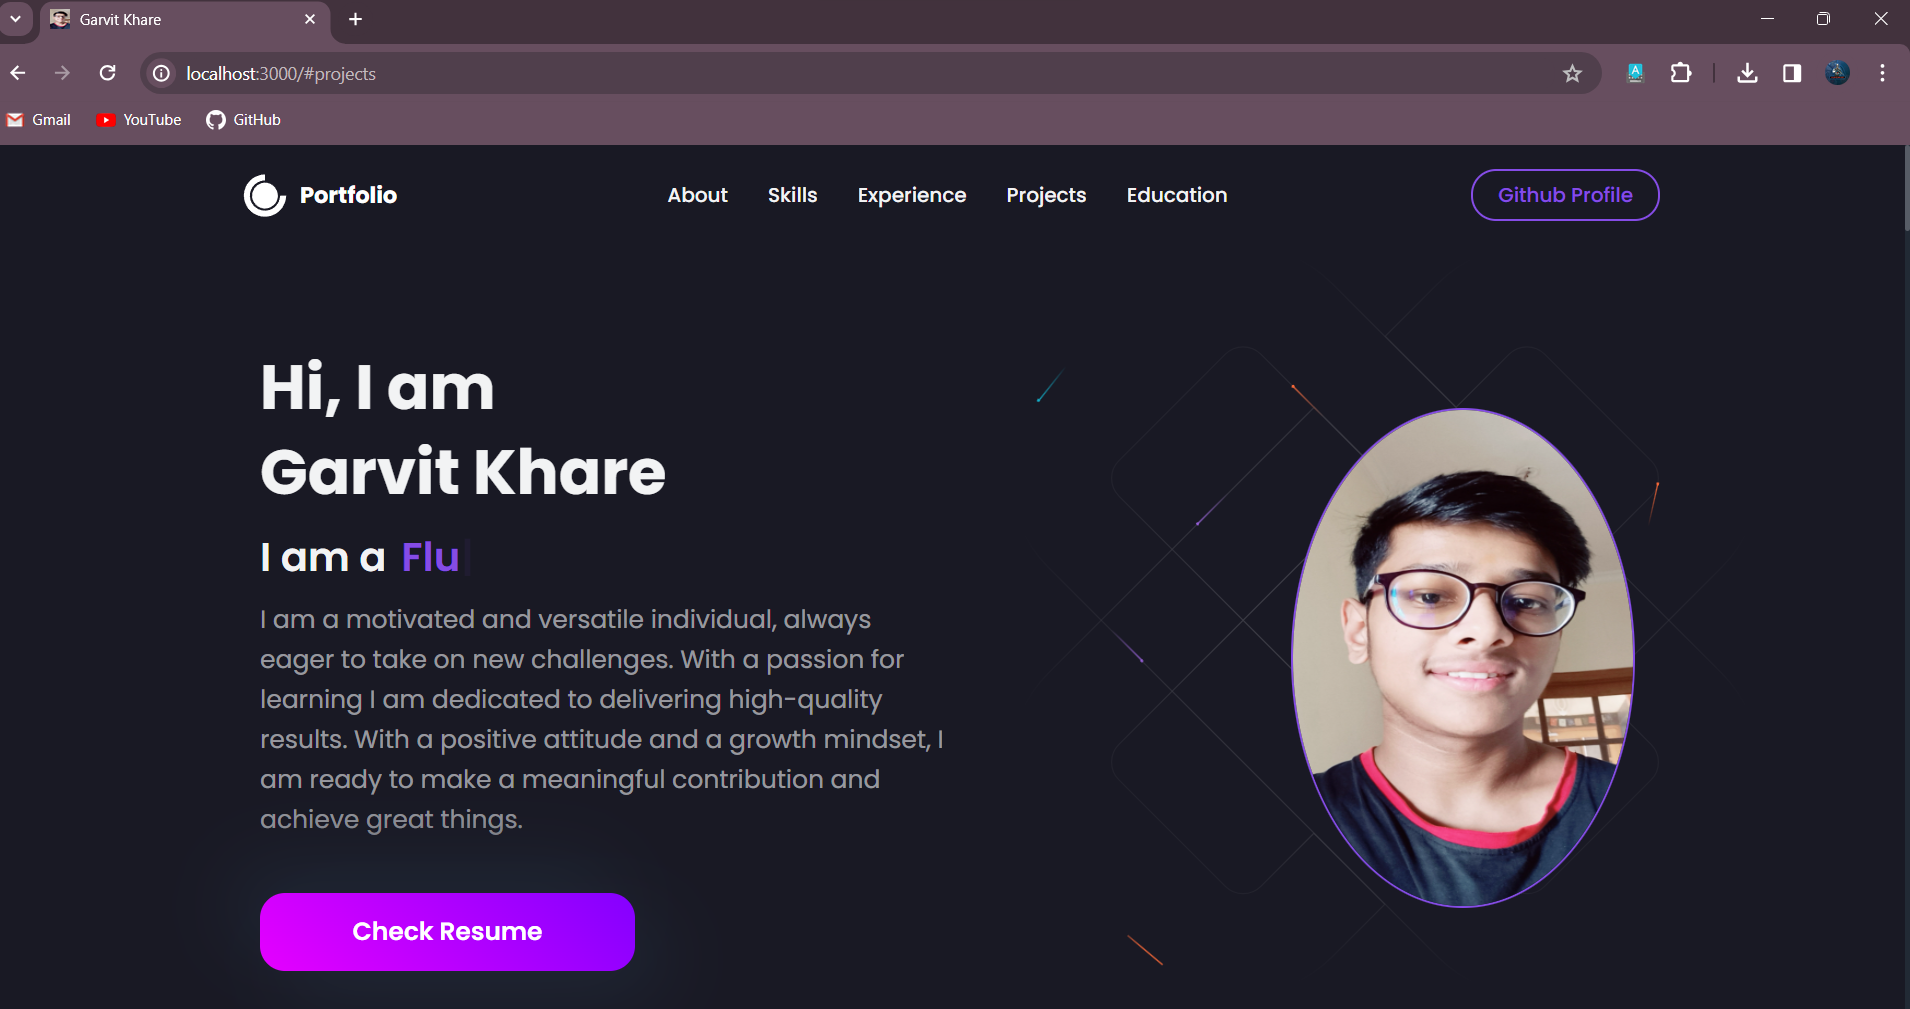 Garvit Khare
localhost:3000/#projects
Gmail YouTube GitHub
Portfolio
About Skills Experience Projects Education
Github Profile
Hi, I am
Garvit Khare
I am a Flu
I am a motivated and versatile individual, always
eager to take on new challenges. With a passion for
learning I am dedicated to delivering high-quality
results. With a positive attitude and a growth mindset, I
am ready to make a meaningful contribution and
achieve great things.
Check Resume